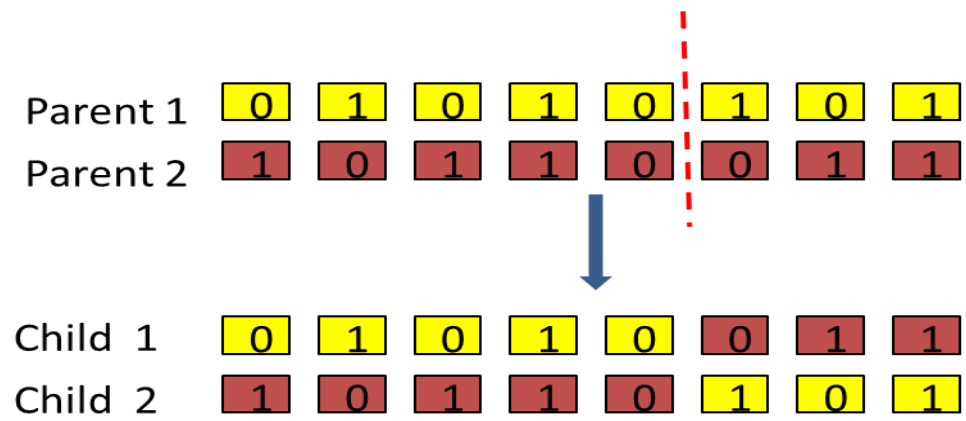 Parent 1 0 1 0 1 0 1 0 1
Parent 2 1 0 1 1 0 0 1 1
Child 1 0 1 0 1 0 0 1 1
Child 2 1 0 1 1 0 1 0 1